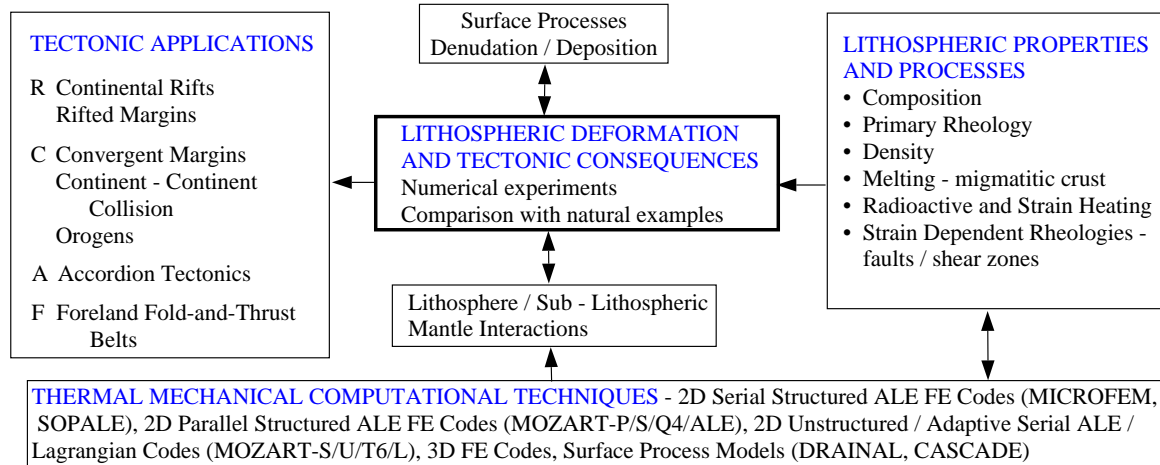 TECTONIC APPLICATIONS
R Continental Rifts
Rifted Margins
C Convergent Margins
Continent - Continent
Collision
Orogens
A Accordion Tectonics
F Foreland Fold-and-Thrust
Belts
Surface Processes
Denudation / Deposition
LITHOSPHERIC DEFORMATION
AND TECTONIC CONSEQUENCES
Numerical experiments
Comparison with natural examples
Lithosphere / Sub - Lithospheric
Mantle Interactions
LITHOSPHERIC PROPERTIES
AND PROCESSES
• Composition
• Primary Rheology
• Density
• Melting - migmatitic crust
• Radioactive and Strain Heating
• Strain Dependent Rheologies -
faults / shear zones
THERMAL MECHANICAL COMPUTATIONAL TECHNIQUES - 2D Serial Structured ALE FE Codes (MICROFEM,
SOPALE), 2D Parallel Structured ALE FE Codes (MOZART-P/S/Q4/ALE), 2D Unstructured / Adaptive Serial ALE /
Lagrangian Codes (MOZART-S/U/T6/L), 3D FE Codes, Surface Process Models (DRAINAL, CASCADE)